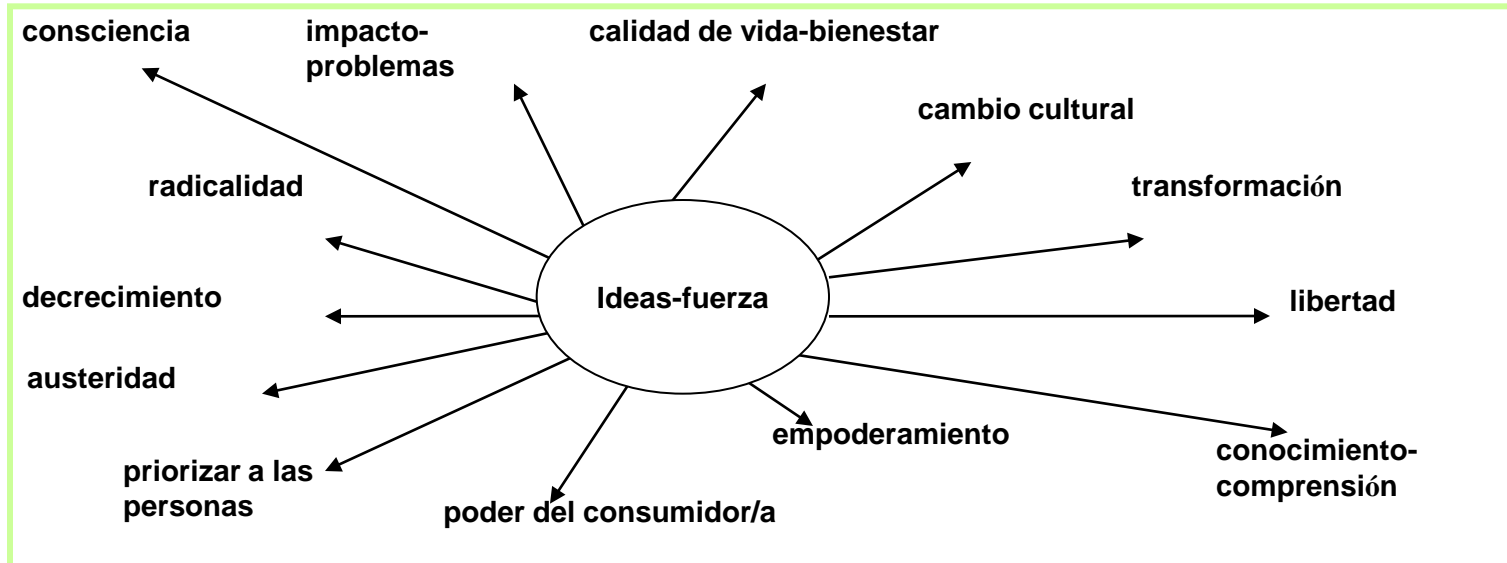 consciencia
impacto-
problemas
calidad de vida-bienestar
cambio cultural
radicalidad
transformación
decrecimiento
Ideas-fuerza
libertad
austeridad
empoderamiento
priorizar a las
personas
conocimiento-
comprensión
poder del consumidor/a